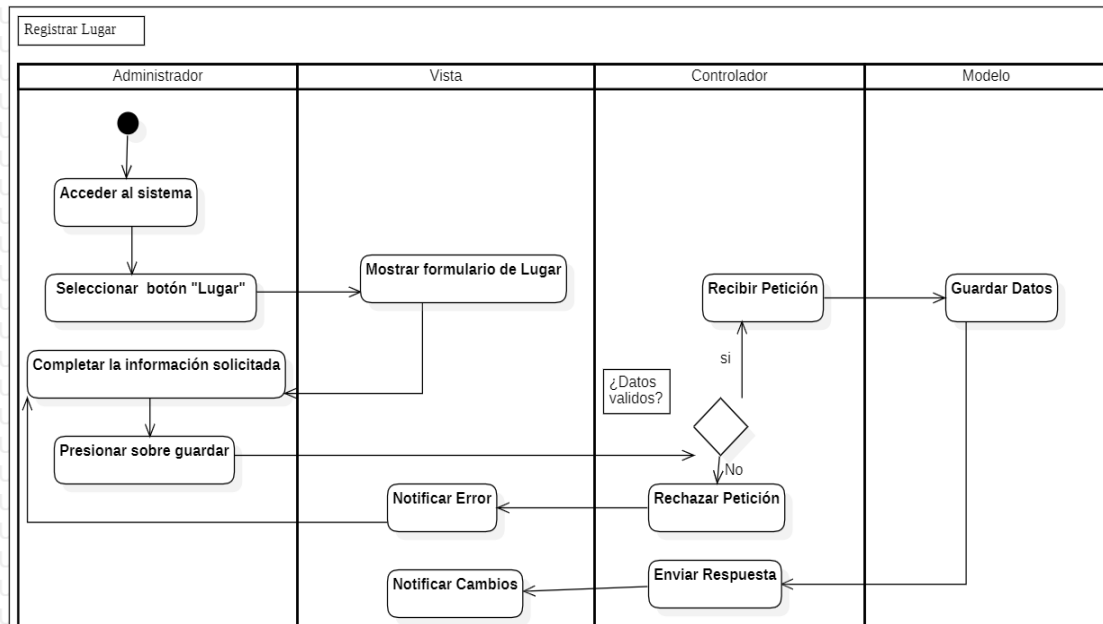 Registrar Lugar
Administrador
Vista
Controlador
Modelo
Acceder al sistema
Seleccionar  botón "Lugar"
Mostrar formulario de Lugar
Recibir Petición
Guardar Datos
Completar la información solicitada
si
¿Datos
validos?
Presionar sobre guardar
No
Notificar Error
Rechazar Petición
Notificar Cambios
Enviar Respuesta